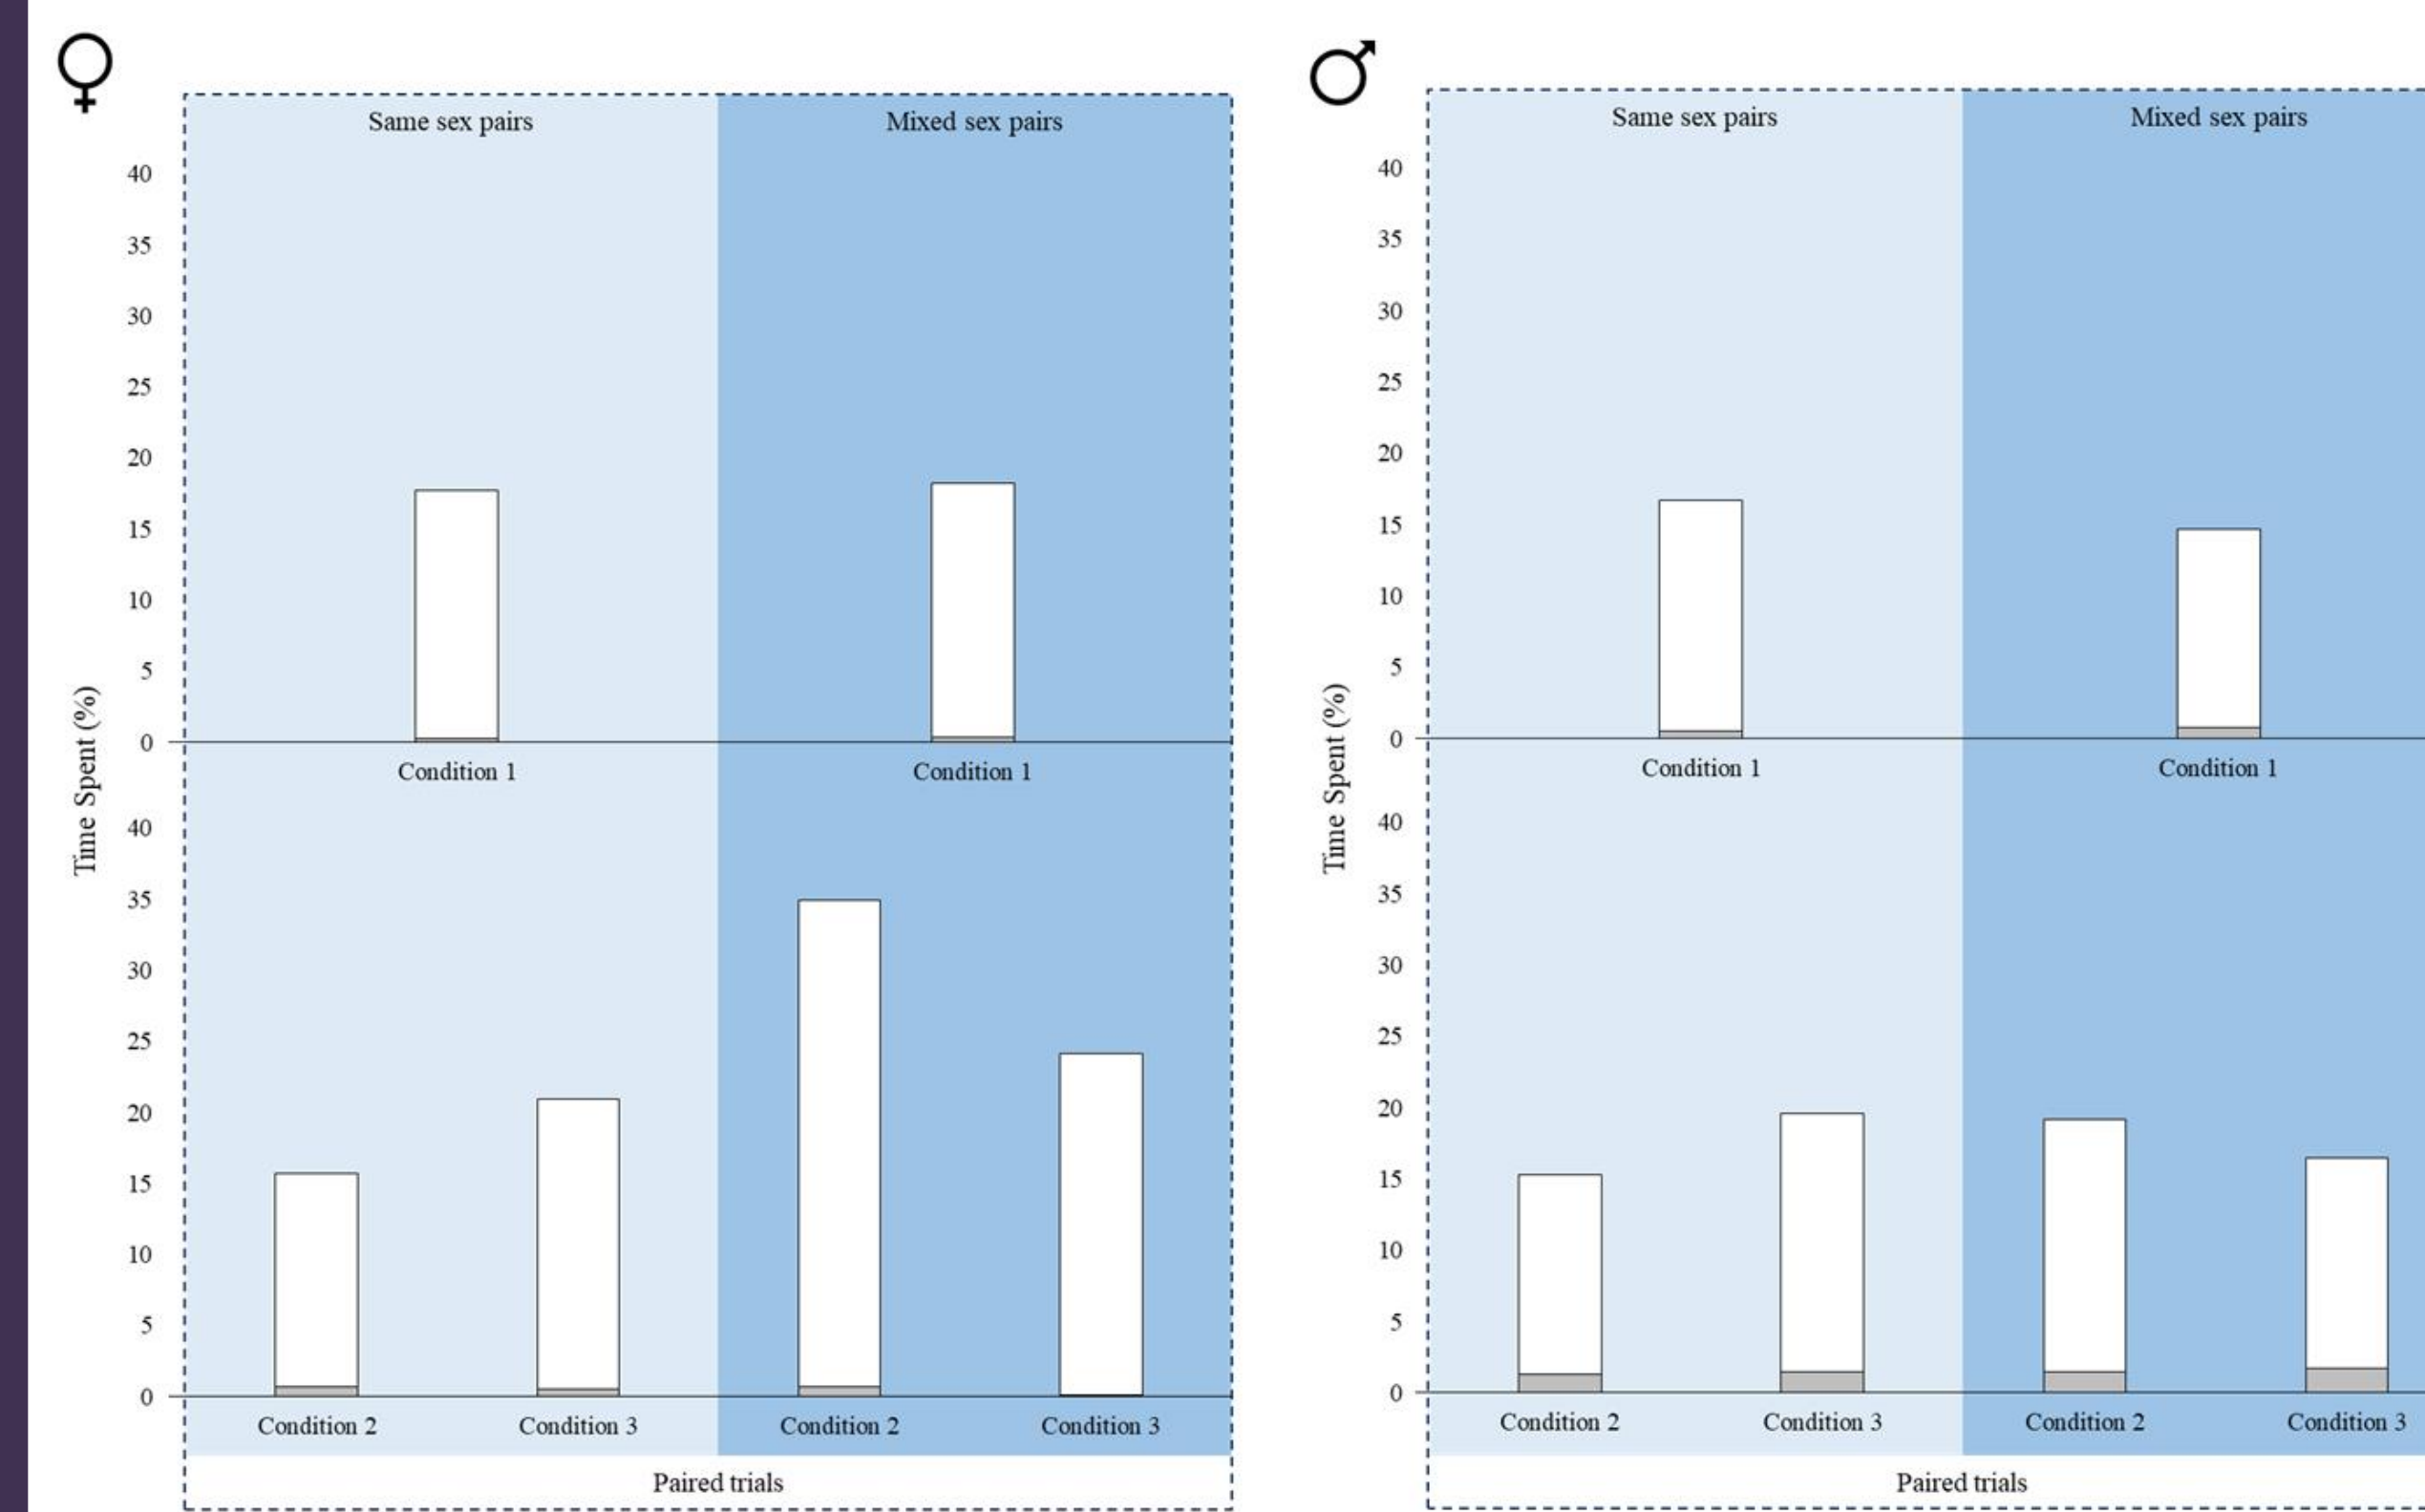 Same sex pairs
Mixed sex pairs
40
35
30
25
20
15
10
5
0
Condition 1
Condition 1
Time Spent (%)
40
35
30
25
20
15
10
5
0
Condition 2
Condition 3
Condition 2
Condition 3
Paired trials
Same sex pairs
Mixed sex pairs
40
35
30
25
20
15
10
5
0
Condition 1
Condition 1
Time Spent (%)
40
35
30
25
20
15
10
5
0
Condition 2
Condition 3
Condition 2
Condition 3
Paired trials